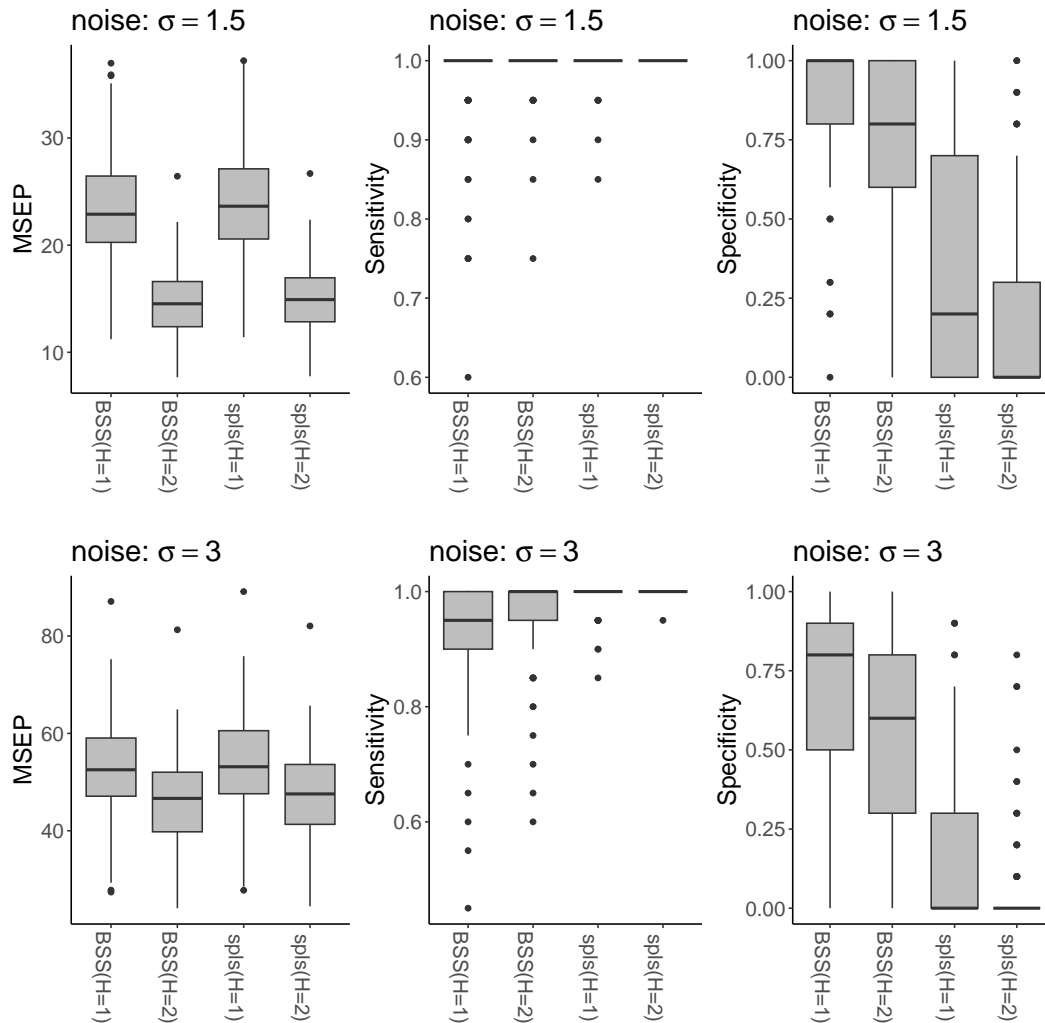 noise: σ = 1.5
MSEP
30
20
10
BSS(H=1)
BSS(H=2)
spls(H=1)
spls(H=2)
noise: σ = 1.5
Sensitivity
1.0
0.9
0.8
0.7
0.6
BSS(H=1)
BSS(H=2)
spls(H=1)
spls(H=2)
noise: σ = 1.5
Specificity
1.00
0.75
0.50
0.25
0.00
BSS(H=1)
BSS(H=2)
spls(H=1)
spls(H=2)
noise: σ = 3
MSEP
80
60
40
BSS(H=1)
BSS(H=2)
spls(H=1)
spls(H=2)
noise: σ = 3
Sensitivity
1.0
0.8
0.6
BSS(H=1)
BSS(H=2)
spls(H=1)
spls(H=2)
noise: σ = 3
Specificity
1.00
0.75
0.50
0.25
0.00
BSS(H=1)
BSS(H=2)
spls(H=1)
spls(H=2)